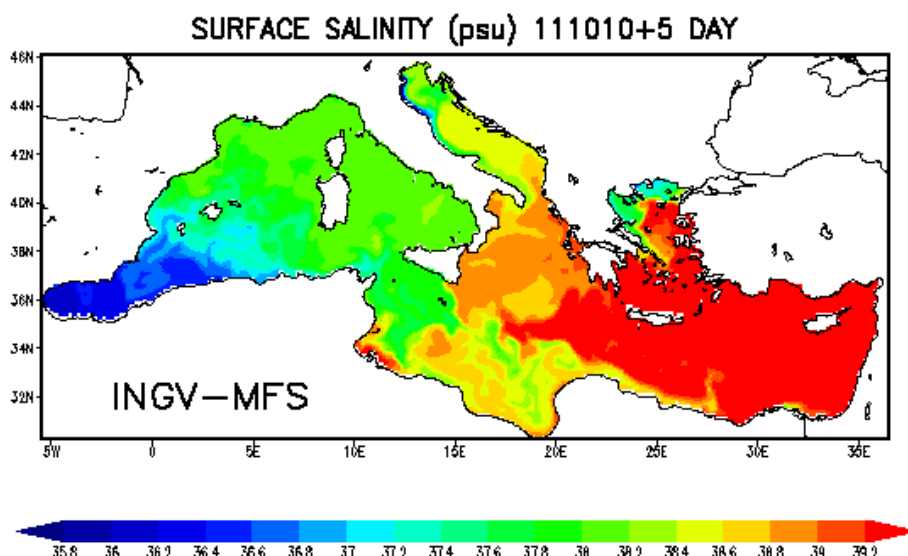 SURFACE SALINITY (psu) 111010+5 DAY
46N
44N
42N
40N
38N
36N
34N
32N
INGV-MFS
5W 0 5E 10E 15E 20E 25E 30E 35E
35.8 36 36.2 36.4 36.6 36.8 37 37.2 37.4 37.6 37.8 38 38.2 38.4 38.6 38.8 39 39.2